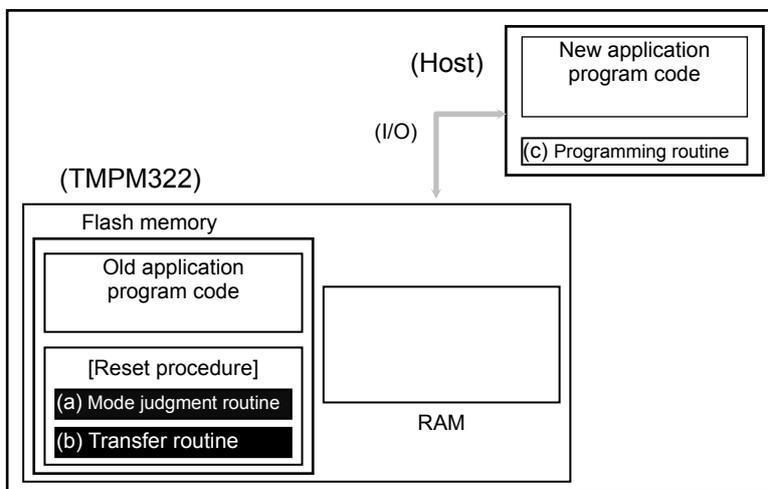 (Host)
New application
program code
(I/O)
(c) Programming routine
(TMPM322)
Flash memory
Old application
program code
[Reset procedure]
(a) Mode judgment routine
(b) Transfer routine
RAM